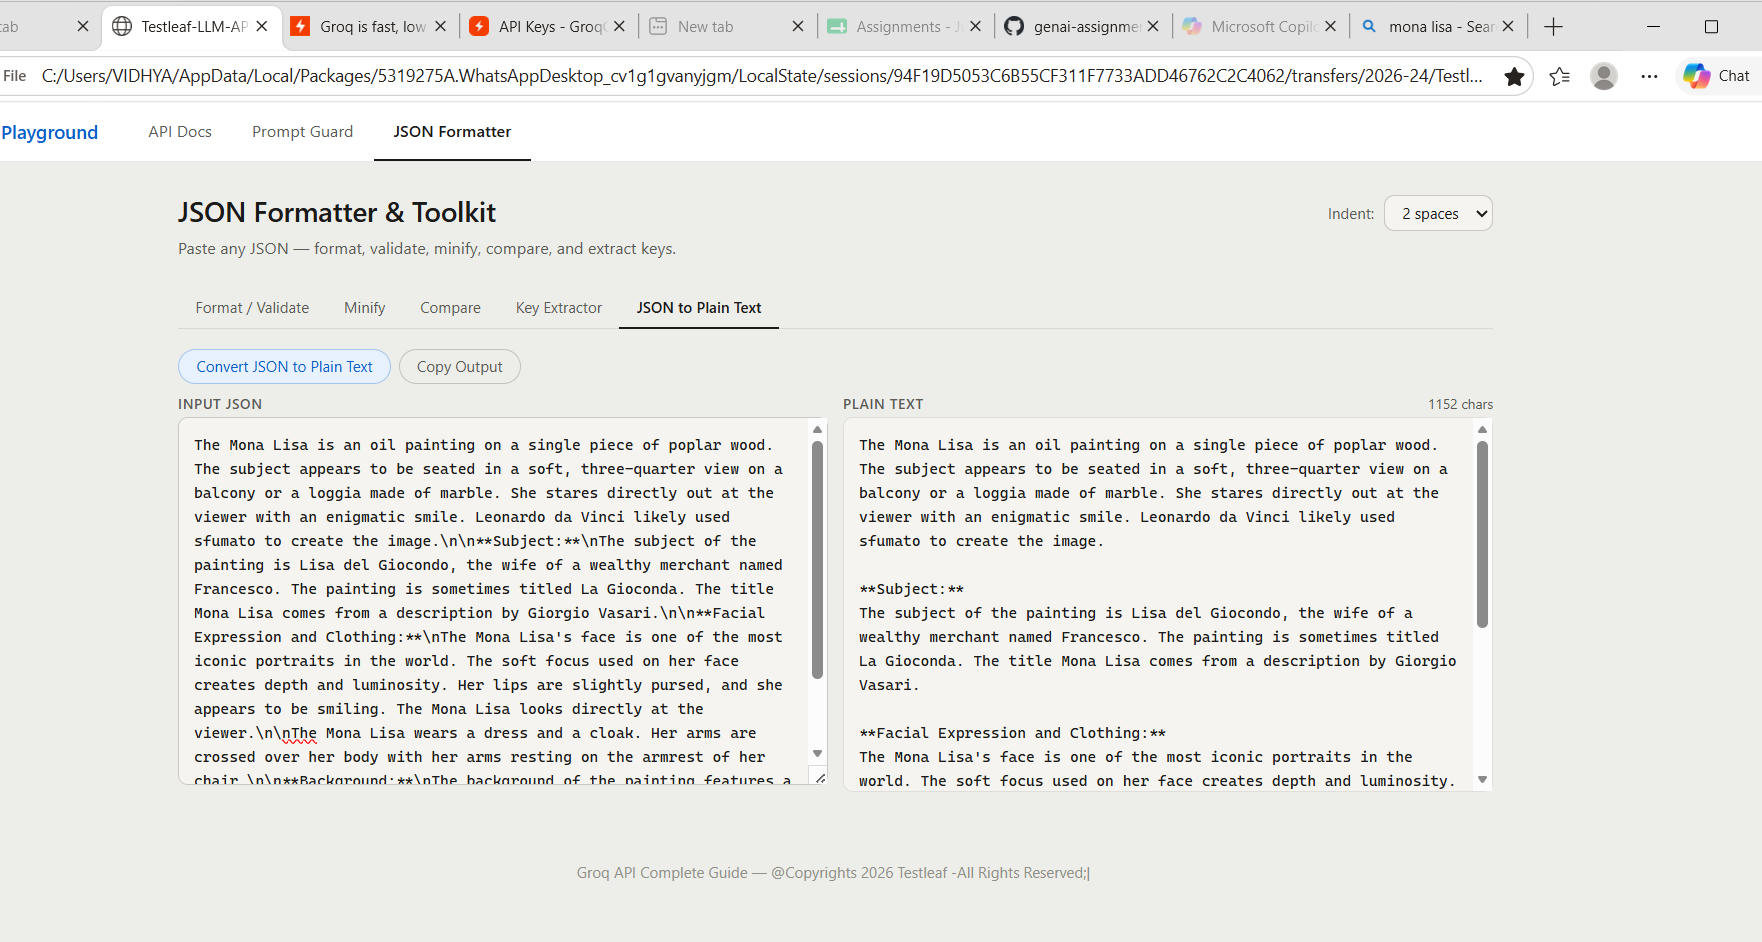 tab
Testleaf-LLM-AP
Groq is fast, low
API Keys - Groq
New tab
Assignments - J
genai-assignme
Microsoft Copilo
mona lisa - Sear
File C:/Users/VIDHYA/AppData/Local/Packages/5319275A.WhatsAppDesktop_cv1g1gvanyjgm/LocalState/sessions/94F19D5053C6B55CF311F7733ADD46762C2C4062/transfers/2026-24/Testl...
Chat
Playground
API Docs
Prompt Guard
JSON Formatter
JSON Formatter & Toolkit
Indent: 2 spaces
Paste any JSON — format, validate, minify, compare, and extract keys.
Format / Validate
Minify
Compare
Key Extractor
JSON to Plain Text
Convert JSON to Plain Text
Copy Output
INPUT JSON
The Mona Lisa is an oil painting on a single piece of poplar wood.
The subject appears to be seated in a soft, three-quarter view on a
balcony or a loggia made of marble. She stares directly out at the
viewer with an enigmatic smile. Leonardo da Vinci likely used
sfumato to create the image.\n\n**Subject:**\nThe subject of the
painting is Lisa del Giocondo, the wife of a wealthy merchant named
Francesco. The painting is sometimes titled La Gioconda. The title
Mona Lisa comes from a description by Giorgio Vasari.\n\n**Facial
Expression and Clothing:**\nThe Mona Lisa's face is one of the most
iconic portraits in the world. The soft focus used on her face
creates depth and luminosity. Her lips are slightly pursed, and she
appears to be smiling. The Mona Lisa looks directly at the
viewer.\n\nThe Mona Lisa wears a dress and a cloak. Her arms are
crossed over her body with her arms resting on the armrest of her
chair.\n\n**Background:**\nThe background of the painting features a
PLAIN TEXT
1152 chars
The Mona Lisa is an oil painting on a single piece of poplar wood.
The subject appears to be seated in a soft, three-quarter view on a
balcony or a loggia made of marble. She stares directly out at the
viewer with an enigmatic smile. Leonardo da Vinci likely used
sfumato to create the image.
**Subject:**
The subject of the painting is Lisa del Giocondo, the wife of a
wealthy merchant named Francesco. The painting is sometimes titled
La Gioconda. The title Mona Lisa comes from a description by Giorgio
Vasari.
**Facial Expression and Clothing:**
The Mona Lisa's face is one of the most iconic portraits in the
world. The soft focus used on her face creates depth and luminosity.
Groq API Complete Guide — @Copyrights 2026 Testleaf -All Rights Reserved;|